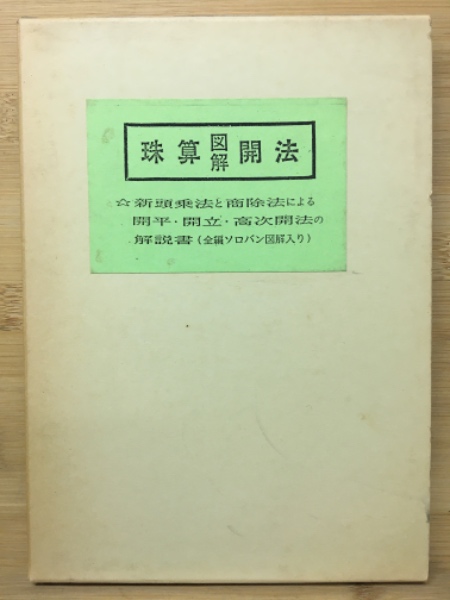 珠算図解開法
☆新頭乗法と商除法による
開平・開立・高次開法の
解説書(全編ソロバン図解入り)